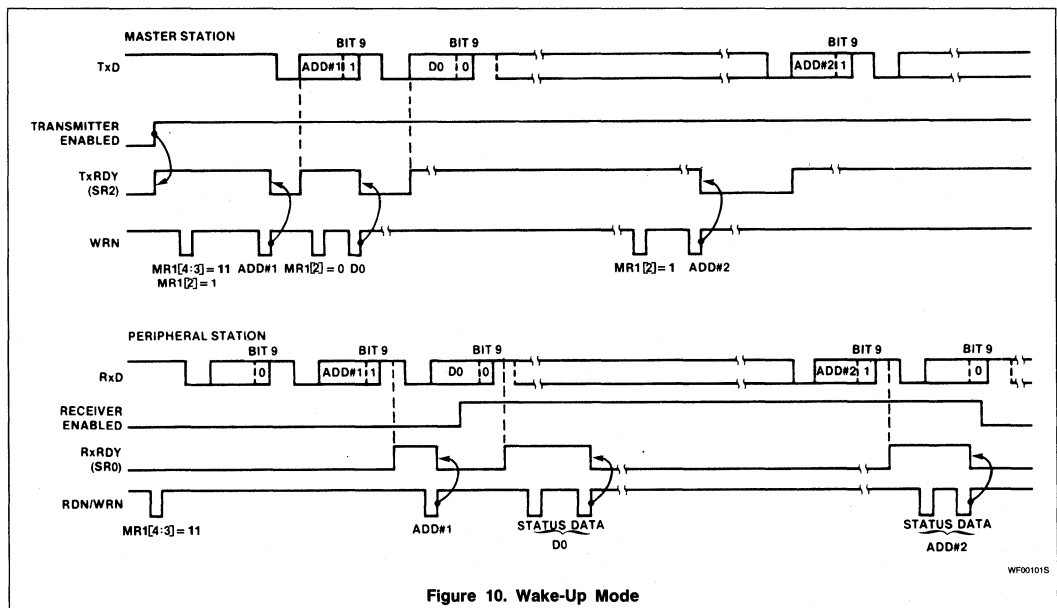 MASTER STATION
BIT 9 BIT 9 BIT 9
TxD ADD#1 1 D0 0 ADD#2 1
TRANSMITTER
ENABLED
TxRDY
(SR2)
WRN
MR1[4:3] = 11 ADD#1 MR1[2] = 0 D0 MR1[2] = 1 ADD#2
MR1[2] = 1
PERIPHERAL STATION
BIT 9 BIT 9 BIT 9 BIT 9 BIT 9
RxD 0 ADD#1 1 D0 0 ADD#2 1 0
RECEIVER
ENABLED
RxRDY
(SR0)
RDN/WRN
MR1[4:3] = 11 ADD#1 STATUS DATA STATUS DATA
D0 ADD#2
WF00101S
Figure 10. Wake-Up Mode